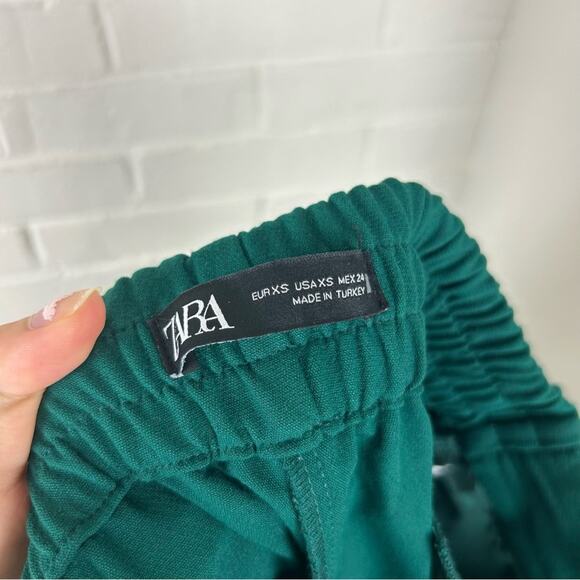 ZARA
EUR XS USA XS MEX 24
MADE IN TURKEY